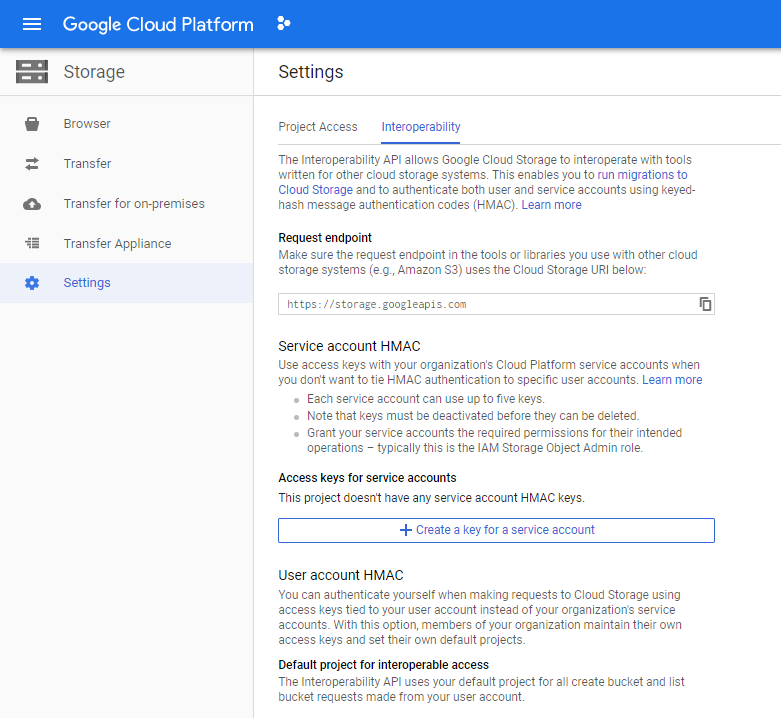 Google Cloud Platform
Storage
Settings
Browser
Transfer
Transfer for on-premises
Transfer Appliance
Settings
Project Access
Interoperability
The Interoperability API allows Google Cloud Storage to interoperate with tools
written for other cloud storage systems. This enables you to run migrations to
Cloud Storage and to authenticate both user and service accounts using keyed-
hash message authentication codes (HMAC). Learn more
Request endpoint
Make sure the request endpoint in the tools or libraries you use with other cloud
storage systems (e.g., Amazon S3) uses the Cloud Storage URI below:
https://storage.googleapis.com
Service account HMAC
Use access keys with your organization's Cloud Platform service accounts when
you don't want to tie HMAC authentication to specific user accounts. Learn more
Each service account can use up to five keys.
Note that keys must be deactivated before they can be deleted.
Grant your service accounts the required permissions for their intended
operations – typically this is the IAM Storage Object Admin role.
Access keys for service accounts
This project doesn't have any service account HMAC keys.
+ Create a key for a service account
User account HMAC
You can authenticate yourself when making requests to Cloud Storage using
access keys tied to your user account instead of your organization's service
accounts. With this option, members of your organization maintain their own
access keys and set their own default projects.
Default project for interoperable access
The Interoperability API uses your default project for all create bucket and list
bucket requests made from your user account.